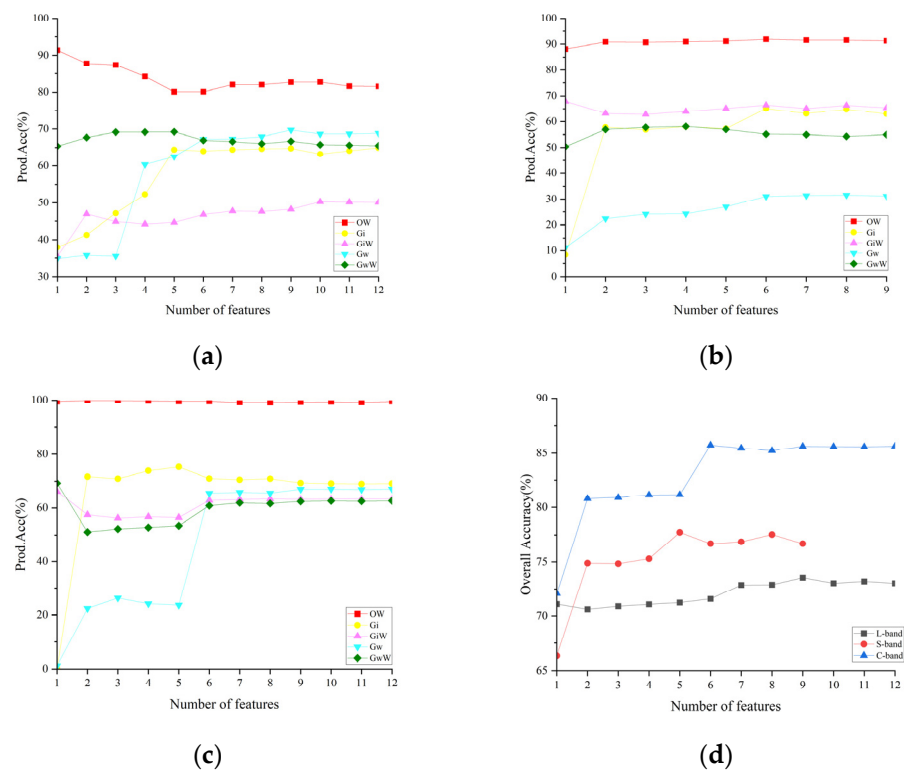 (a)
100
90
80
70
60
50
40
30
Prod.Acc(%)
OW
Gi
GiW
Gw
GwW
1 2 3 4 5 6 7 8 9 10 11 12
Number of features
(b)
100
90
80
70
60
50
40
30
20
10
0
Prod.Acc(%)
OW
Gi
GiW
Gw
GwW
1 2 3 4 5 6 7 8 9
Number of features
(c)
100
80
60
40
20
0
Prod.Acc(%)
OW
Gi
GiW
Gw
GwW
1 2 3 4 5 6 7 8 9 10 11 12
Number of features
(d)
90
85
80
75
70
65
Overall Accuracy(%)
L-band
S-band
C-band
1 2 3 4 5 6 7 8 9 10 11 12
Number of features